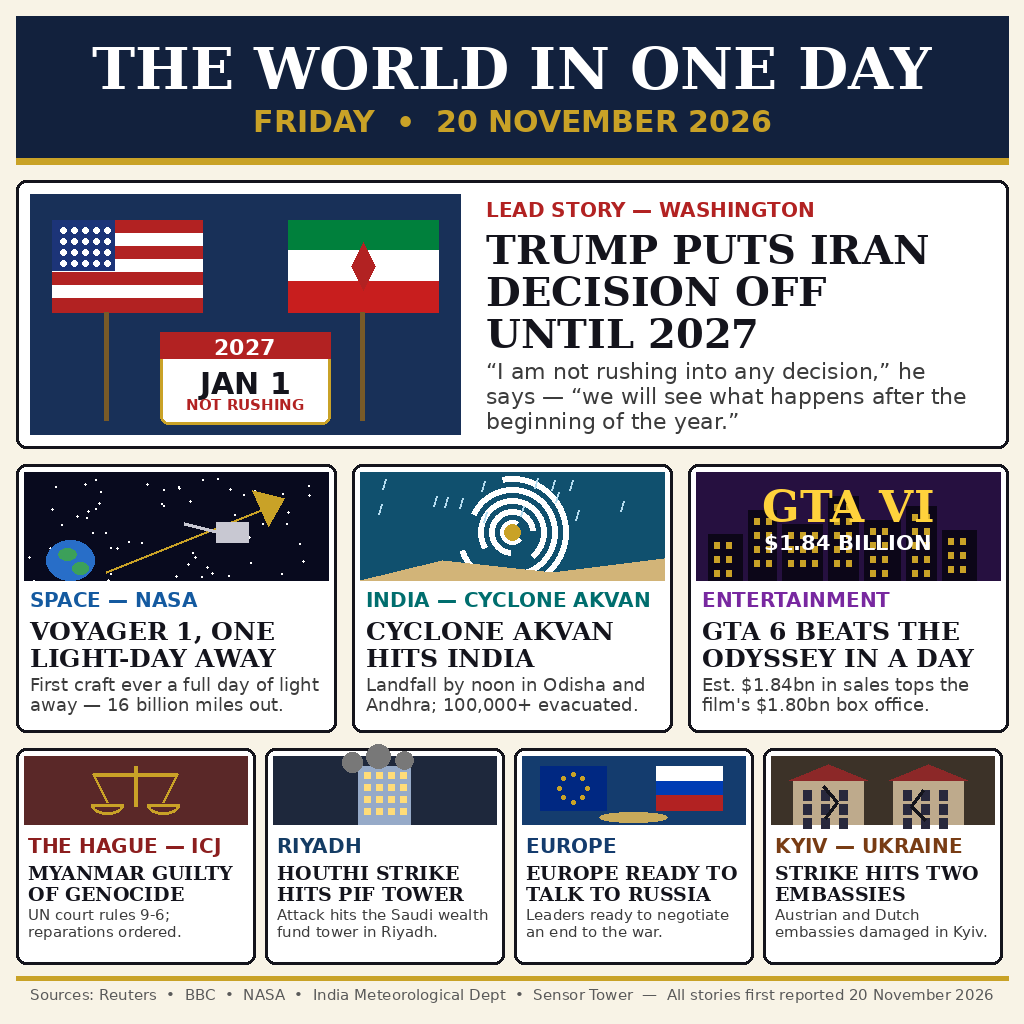 THE WORLD IN ONE DAY
FRIDAY • 20 NOVEMBER 2026
2027
JAN 1
NOT RUSHING
LEAD STORY — WASHINGTON
TRUMP PUTS IRAN
DECISION OFF
UNTIL 2027
“I am not rushing into any decision,” he
says — “we will see what happens after the
beginning of the year.”
SPACE — NASA
VOYAGER 1, ONE
LIGHT-DAY AWAY
First craft ever a full day of light
away — 16 billion miles out.
INDIA — CYCLONE AKVAN
CYCLONE AKVAN
HITS INDIA
Landfall by noon in Odisha and
Andhra; 100,000+ evacuated.
GTA VI
$1.84 BILLION
ENTERTAINMENT
GTA 6 BEATS THE
ODYSSEY IN A DAY
Est. $1.84bn in sales tops the
film's $1.80bn box office.
THE HAGUE — ICJ
MYANMAR GUILTY
OF GENOCIDE
UN court rules 9-6;
reparations ordered.
RIYADH
HOUTHI STRIKE
HITS PIF TOWER
Attack hits the Saudi wealth
fund tower in Riyadh.
EUROPE
EUROPE READY TO
TALK TO RUSSIA
Leaders ready to negotiate
an end to the war.
KYIV — UKRAINE
STRIKE HITS TWO
EMBASSIES
Austrian and Dutch
embassies damaged in Kyiv.
Sources: Reuters • BBC • NASA • India Meteorological Dept • Sensor Tower — All stories first reported 20 November 2026